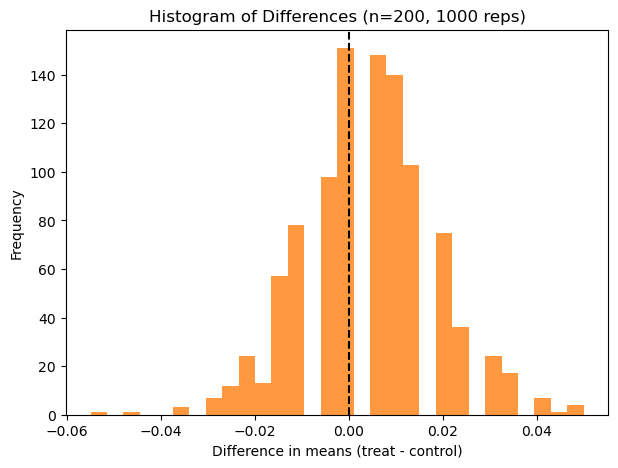 Histogram of Differences (n=200, 1000 reps)
Frequency
140
120
100
80
60
40
20
0
−0.06 −0.04 −0.02 0.00 0.02 0.04
Difference in means (treat - control)